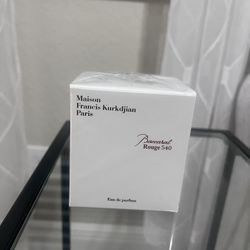 Maison
Francis Kurkdjian
Paris
Baccarat
Rouge 540
Eau de parfum